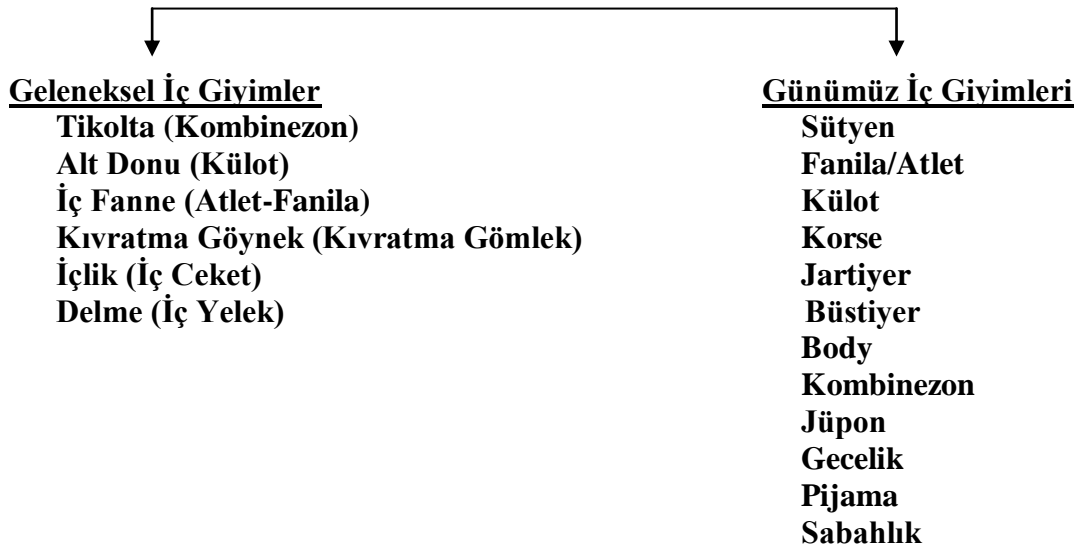 Geleneksel İç Giyimler
Tikolta (Kombinezon)
Alt Donu (Külot)
İç Fanne (Atlet-Fanila)
Kıvratma Göynek (Kıvratma Gömlek)
İçlik (İç Ceket)
Delme (İç Yelek)
Günümüz İç Giyimleri
Sütyen
Fanila/Atlet
Külot
Korse
Jartiyer
Büstiyer
Body
Kombinezon
Jüpon
Gecelik
Pijama
Sabahlık